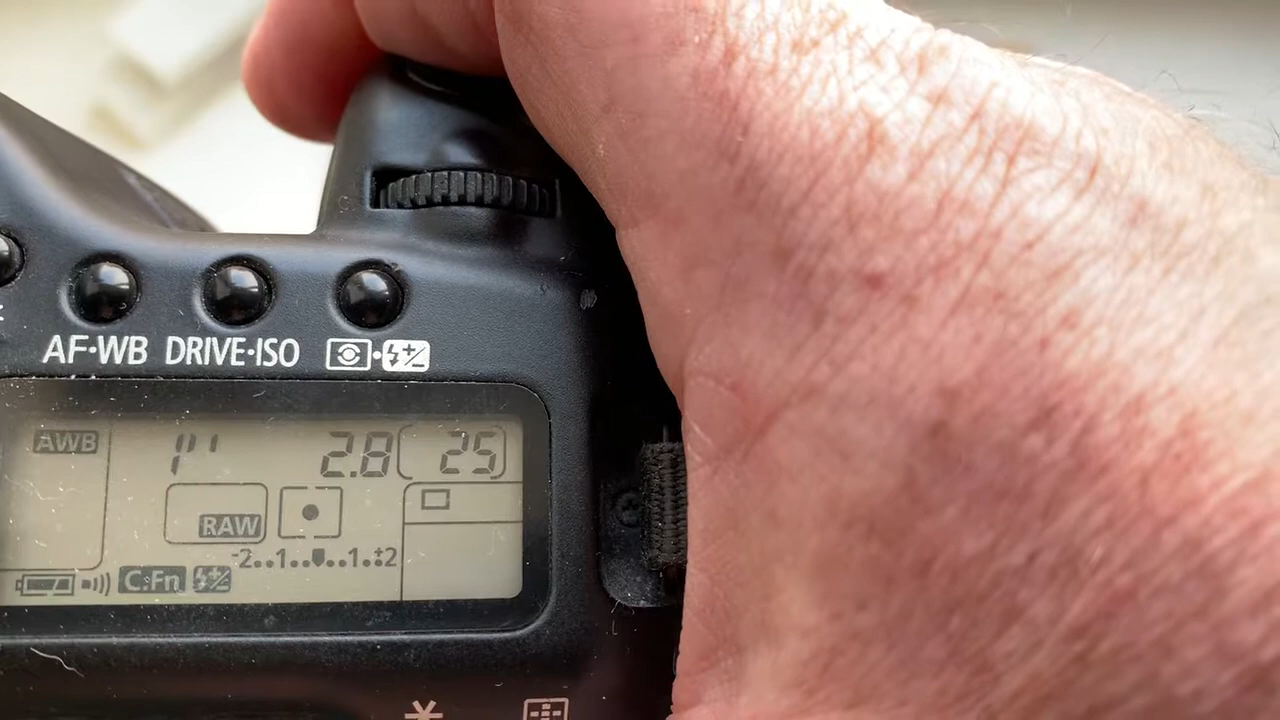 AF•WB DRIVE•ISO
AWB 1" 2.8 [25]
RAW
-2..1..▼..1..±2
C.Fn
*